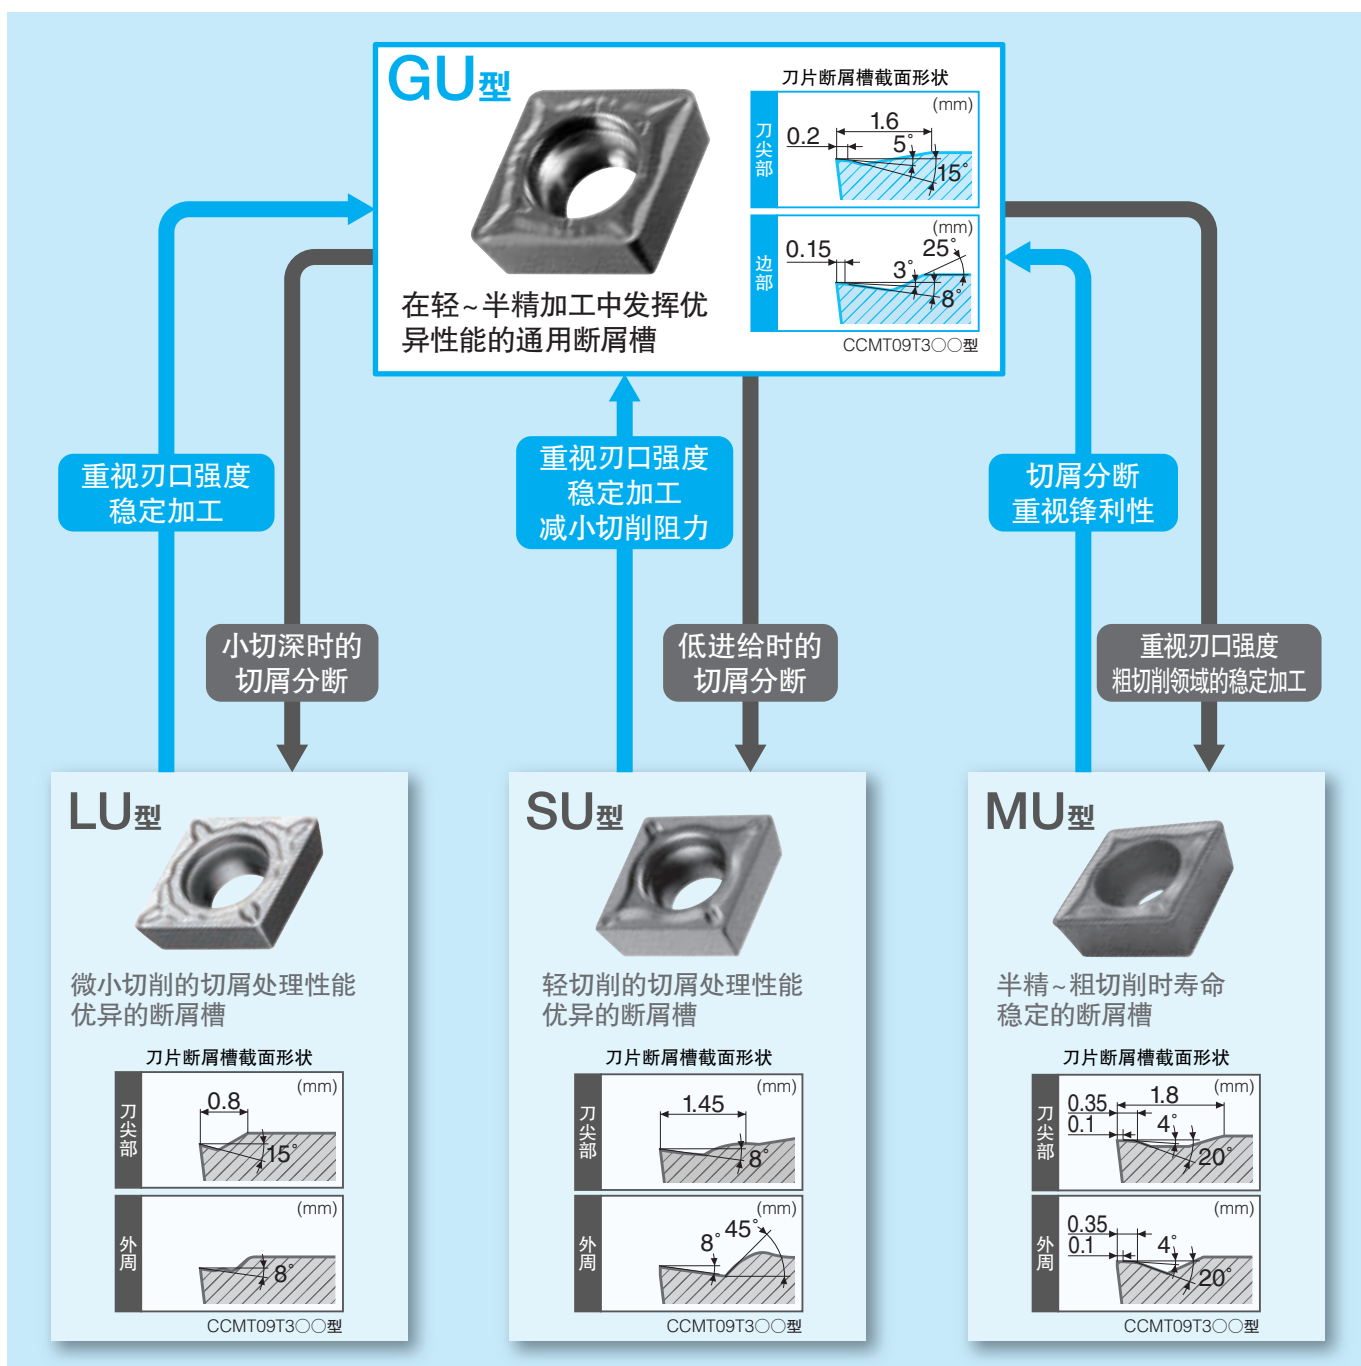 GU型
在轻~半精加工中发挥优
异性能的通用断屑槽
刀片断屑槽截面形状
刀尖部
(mm)
0.2
1.6
5°
15°
边部
(mm)
0.15
3°
25°
8°
CCMT09T3○○型
重视刃口强度
稳定加工
重视刃口强度
稳定加工
减小切削阻力
切屑分断
重视锋利性
小切深时的
切屑分断
低进给时的
切屑分断
重视刃口强度
粗切削领域的稳定加工
LU型
微小切削的切屑处理性能
优异的断屑槽
刀片断屑槽截面形状
刀尖部
(mm)
0.8
15°
外周
(mm)
8°
CCMT09T3○○型
SU型
轻切削的切屑处理性能
优异的断屑槽
刀片断屑槽截面形状
刀尖部
(mm)
1.45
8°
外周
(mm)
8°
45°
CCMT09T3○○型
MU型
半精~粗切削时寿命
稳定的断屑槽
刀片断屑槽截面形状
刀尖部
(mm)
0.35
1.8
0.1
4°
20°
外周
(mm)
0.35
0.1
4°
20°
CCMT09T3○○型